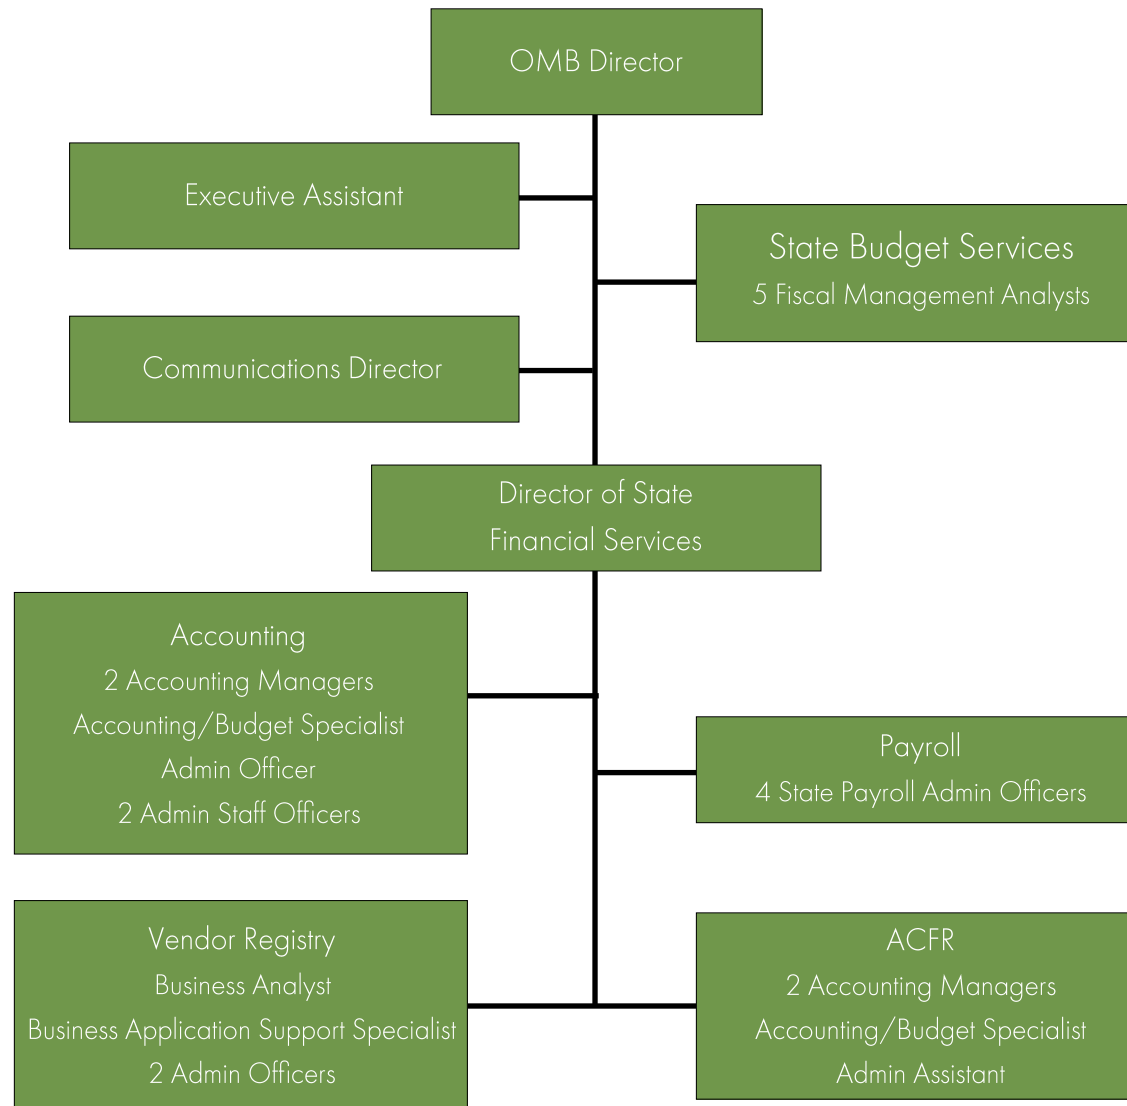 OMB Director
Executive Assistant
State Budget Services
5 Fiscal Management Analysts
Communications Director
Director of State
Financial Services
Accounting
2 Accounting Managers
Accounting/Budget Specialist
Admin Officer
2 Admin Staff Officers
Payroll
4 State Payroll Admin Officers
Vendor Registry
Business Analyst
Business Application Support Specialist
2 Admin Officers
ACFR
2 Accounting Managers
Accounting/Budget Specialist
Admin Assistant